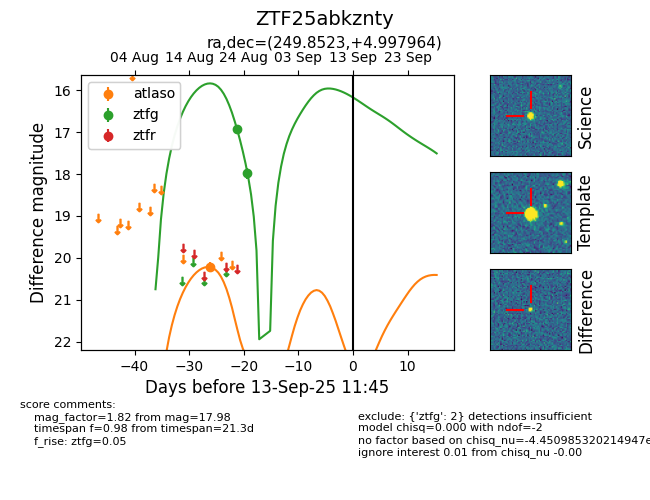 ZTF25abkznty
ra,dec=(249.8523,+4.997964)
04 Aug 14 Aug 24 Aug 03 Sep 13 Sep 23 Sep
atlaso
ztfg
ztfr
16
17
18
19
20
21
22
Difference magnitude
−40 −30 −20 −10 0 10
Days before 13-Sep-25 11:45
Science
Template
Difference
score comments:
mag_factor=1.82 from mag=17.98
timespan f=0.98 from timespan=21.3d
f_rise: ztfg=0.05
exclude: {'ztfg': 2} detections insufficient
model chisq=0.000 with ndof=-2
no factor based on chisq_nu=-4.450985320214947e
ignore interest 0.01 from chisq_nu -0.00